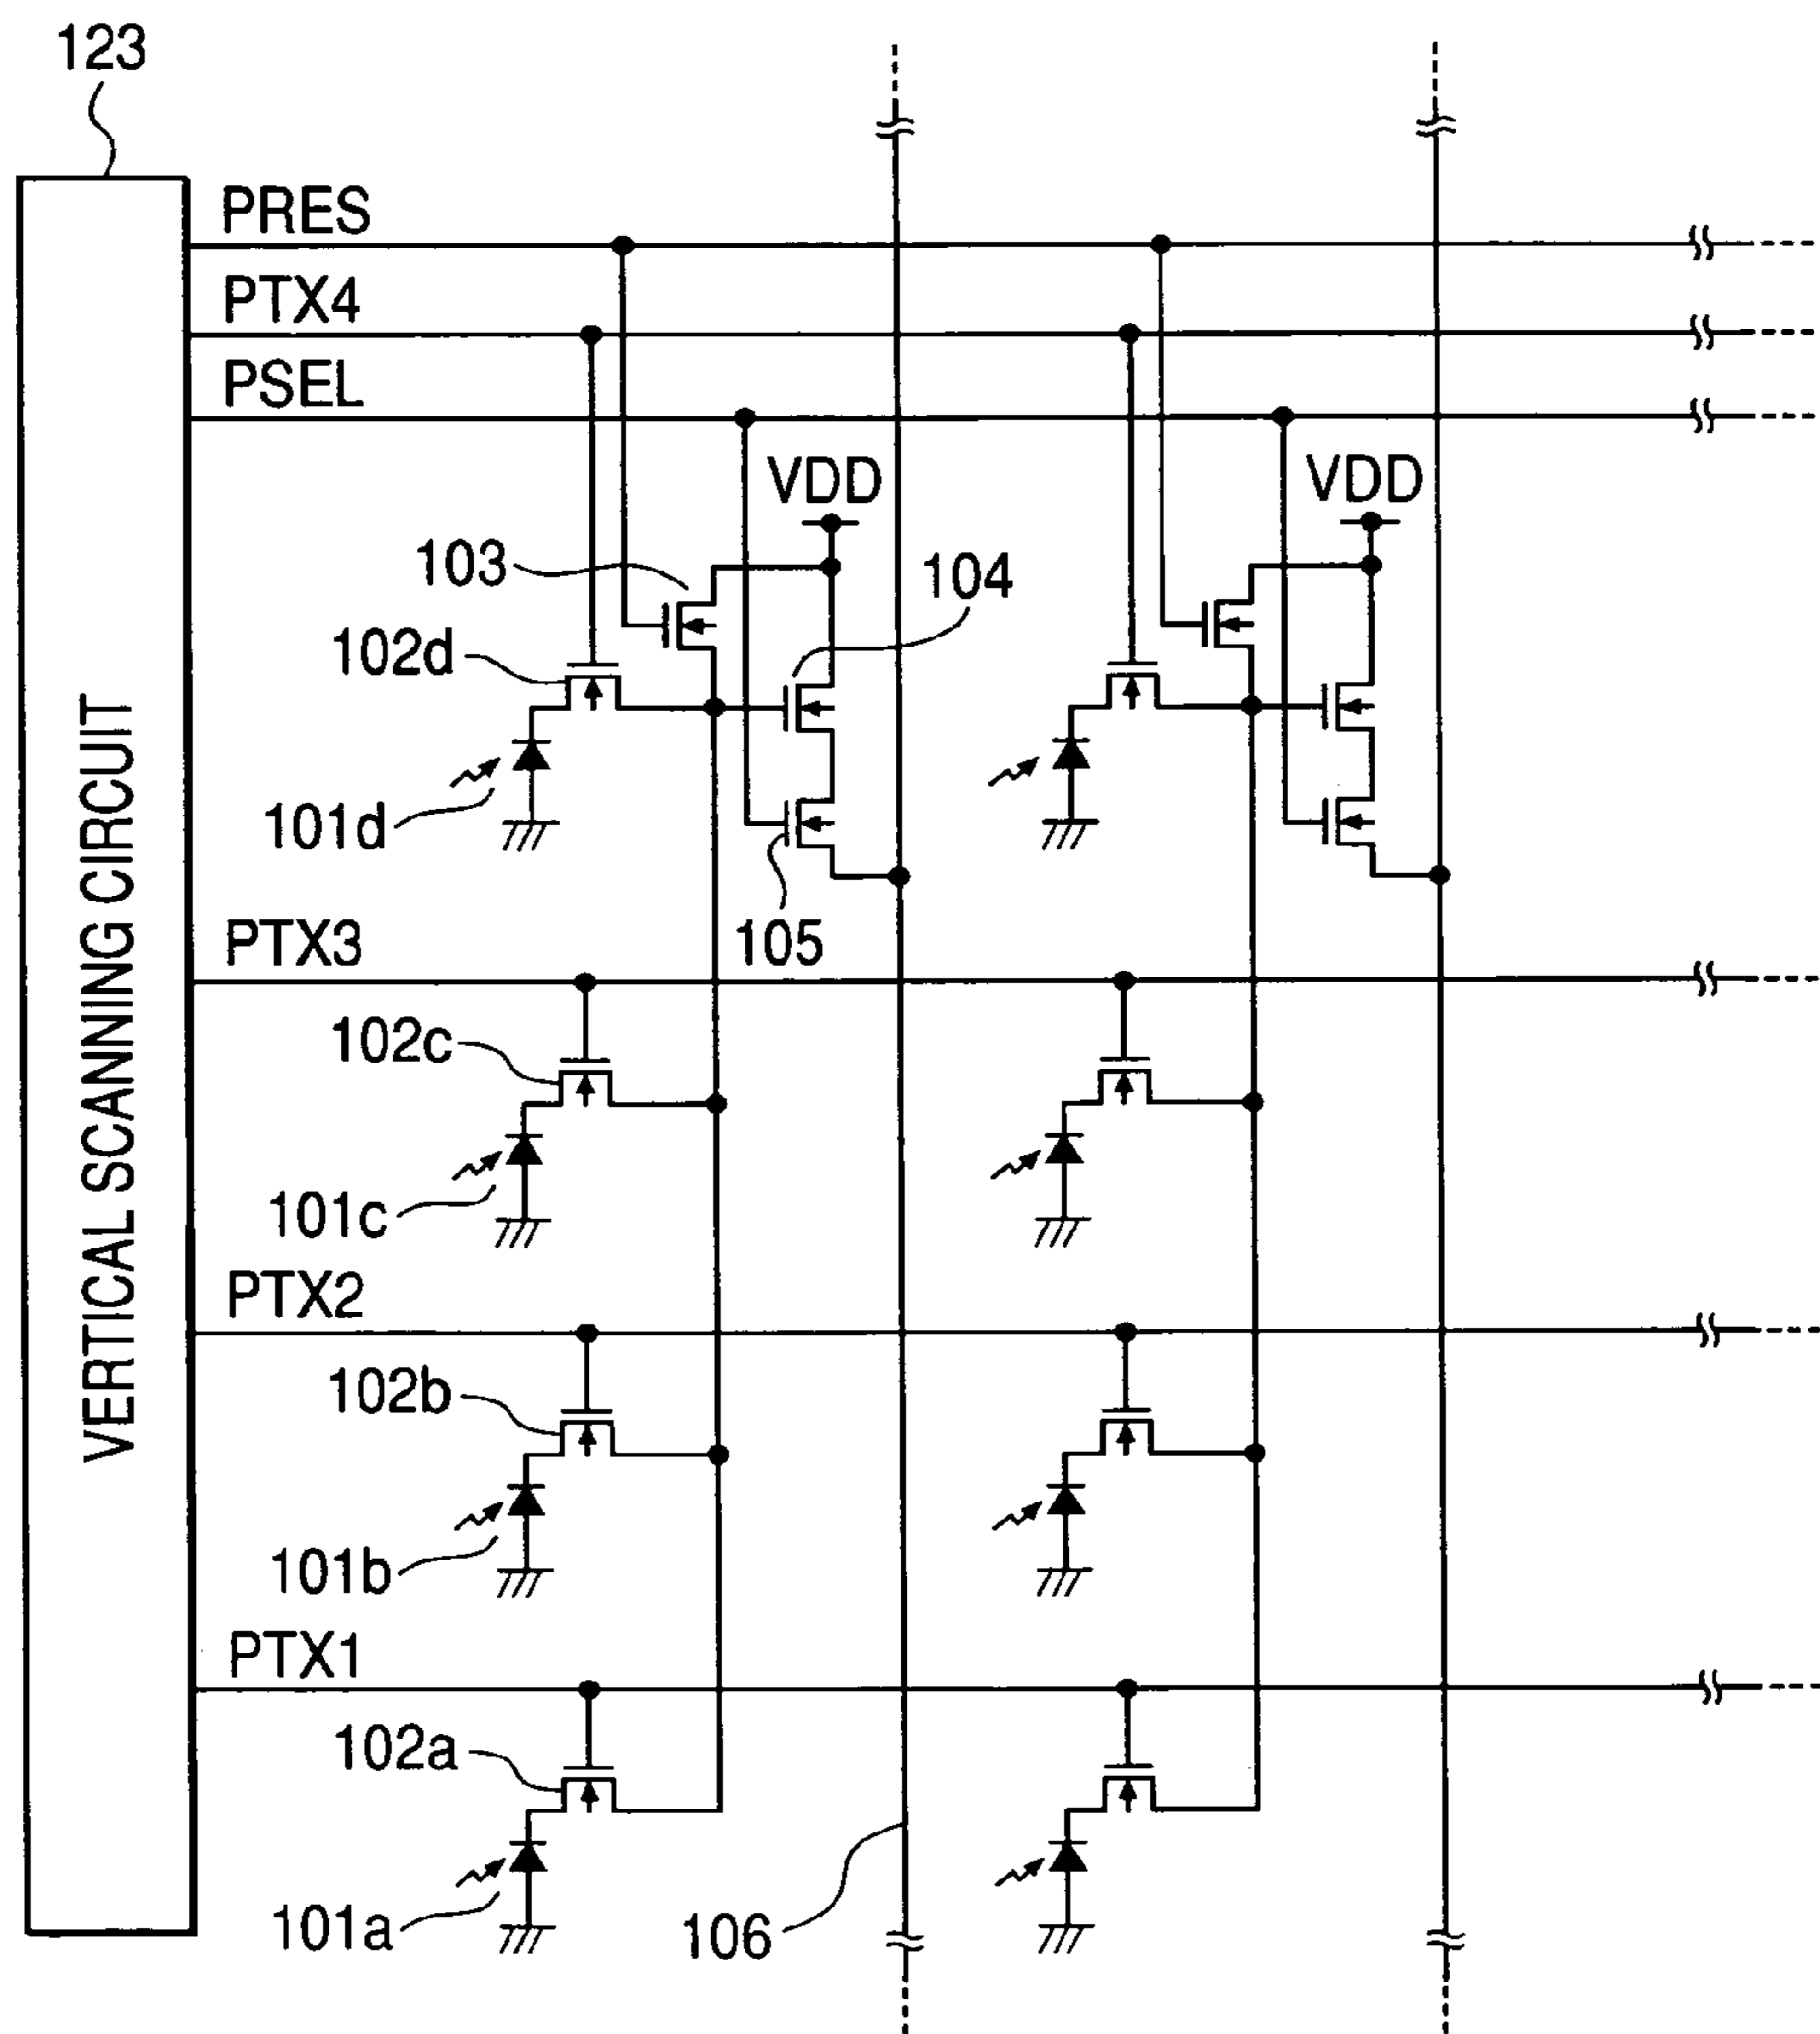 123
PRES
PTX4
PSEL
VDD
VDD
103
104
102d
101d
105
PTX3
102c
101c
PTX2
102b
101b
PTX1
102a
101a
106
VERTICAL SCANNING CIRCUIT